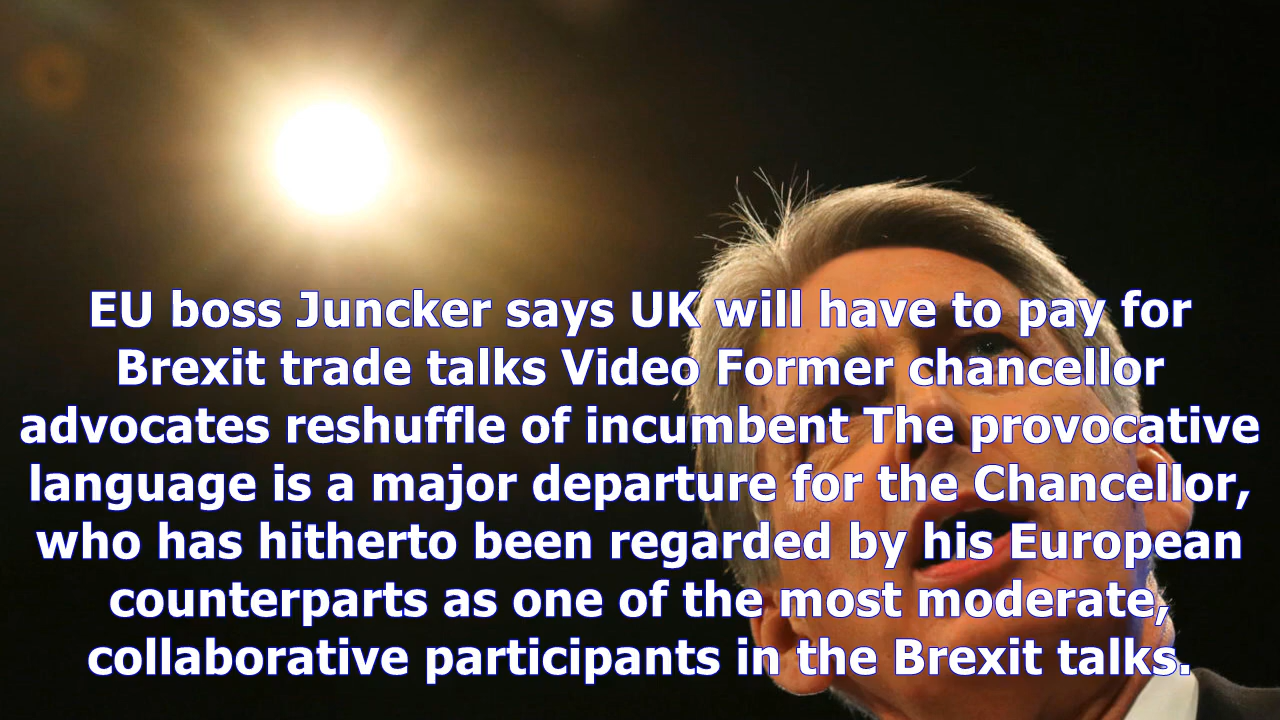 EU boss Juncker says UK will have to pay for
Brexit trade talks Video Former chancellor
advocates reshuffle of incumbent The provocative
language is a major departure for the Chancellor,
who has hitherto been regarded by his European
counterparts as one of the most moderate,
collaborative participants in the Brexit talks.